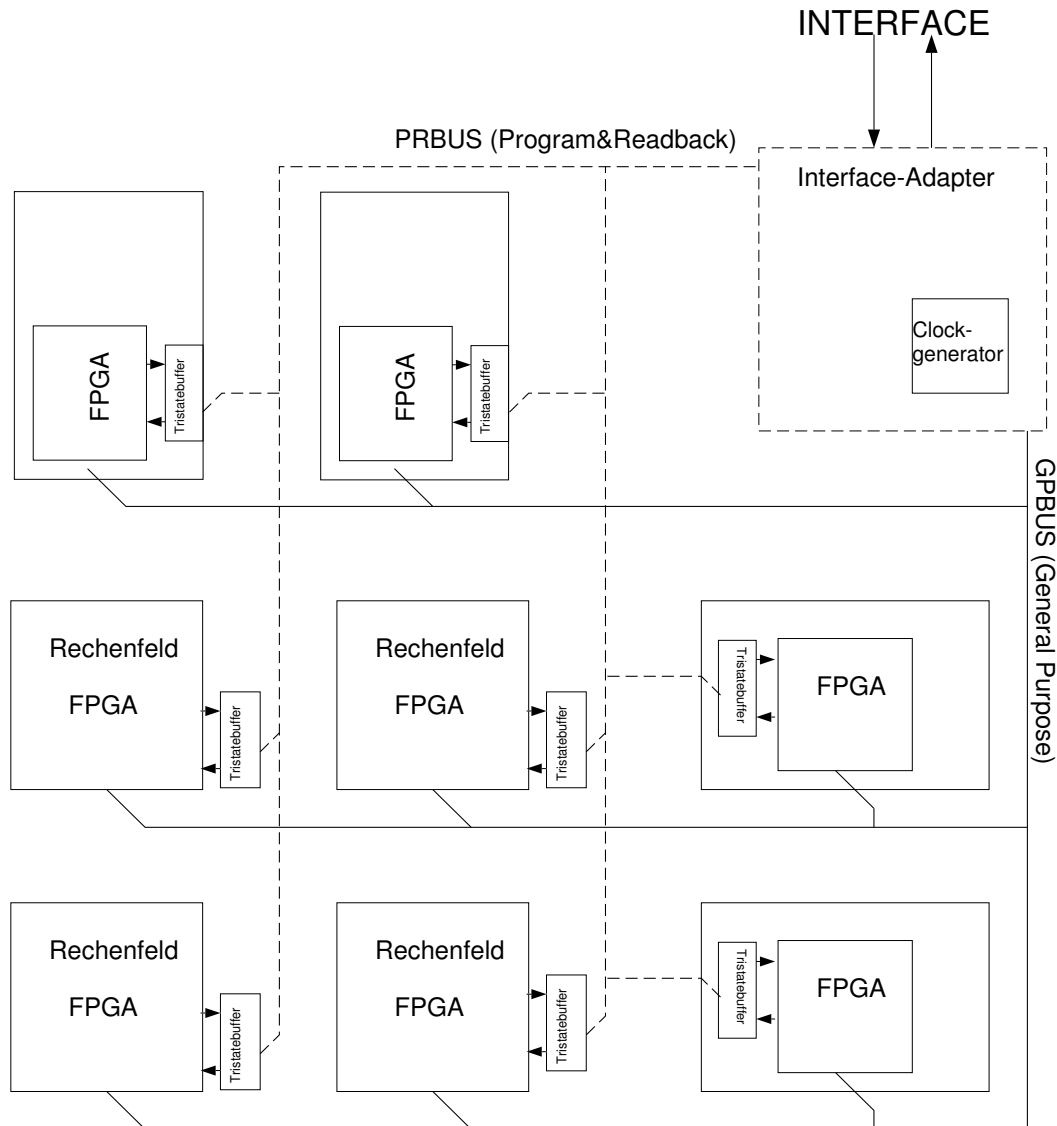 INTERFACE
PRBUS (Program&Readback)
Interface-Adapter
Clock-
generator
FPGA
Tristatebuffer
FPGA
Tristatebuffer
GPBUS (General Purpose)
Rechenfeld
FPGA
Tristatebuffer
Rechenfeld
FPGA
Tristatebuffer
Tristatebuffer
FPGA
Rechenfeld
FPGA
Tristatebuffer
Rechenfeld
FPGA
Tristatebuffer
Tristatebuffer
FPGA